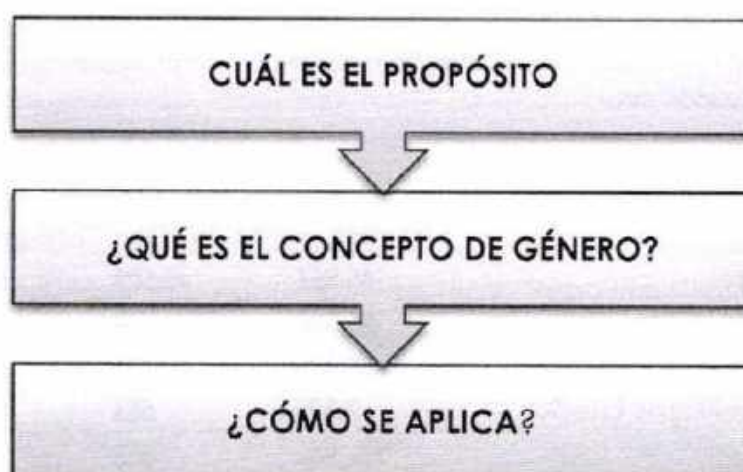 CUÁL ES EL PROPÓSITO
¿QUÉ ES EL CONCEPTO DE GÉNERO?
¿CÓMO SE APLICA?